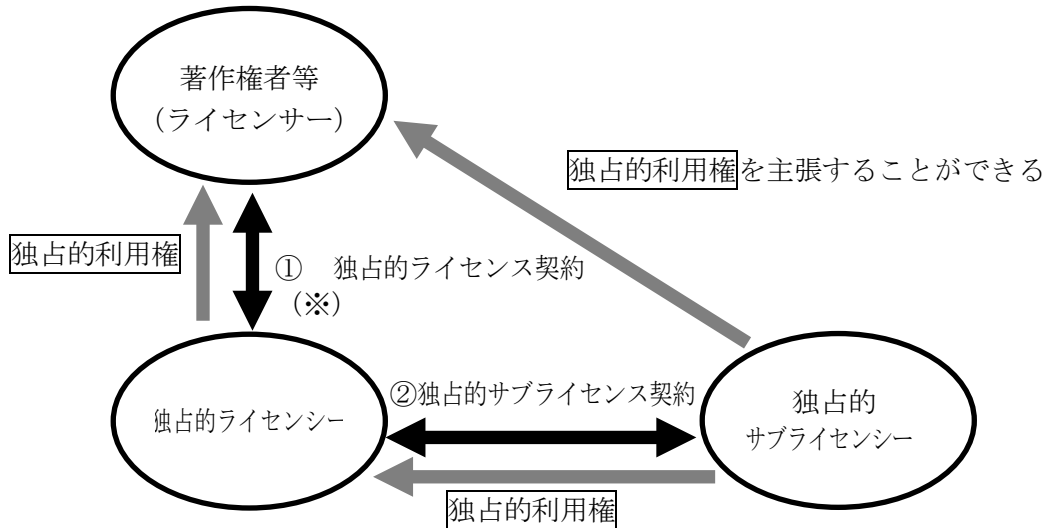 著作権者等
(ライセンサー)
独占的利用権を主張することができる
独占的利用権
① 独占的ライセンス契約
(※)
独占的ライセンシー
②独占的サブライセンス契約
独占的
サブライセンシー
独占的利用権